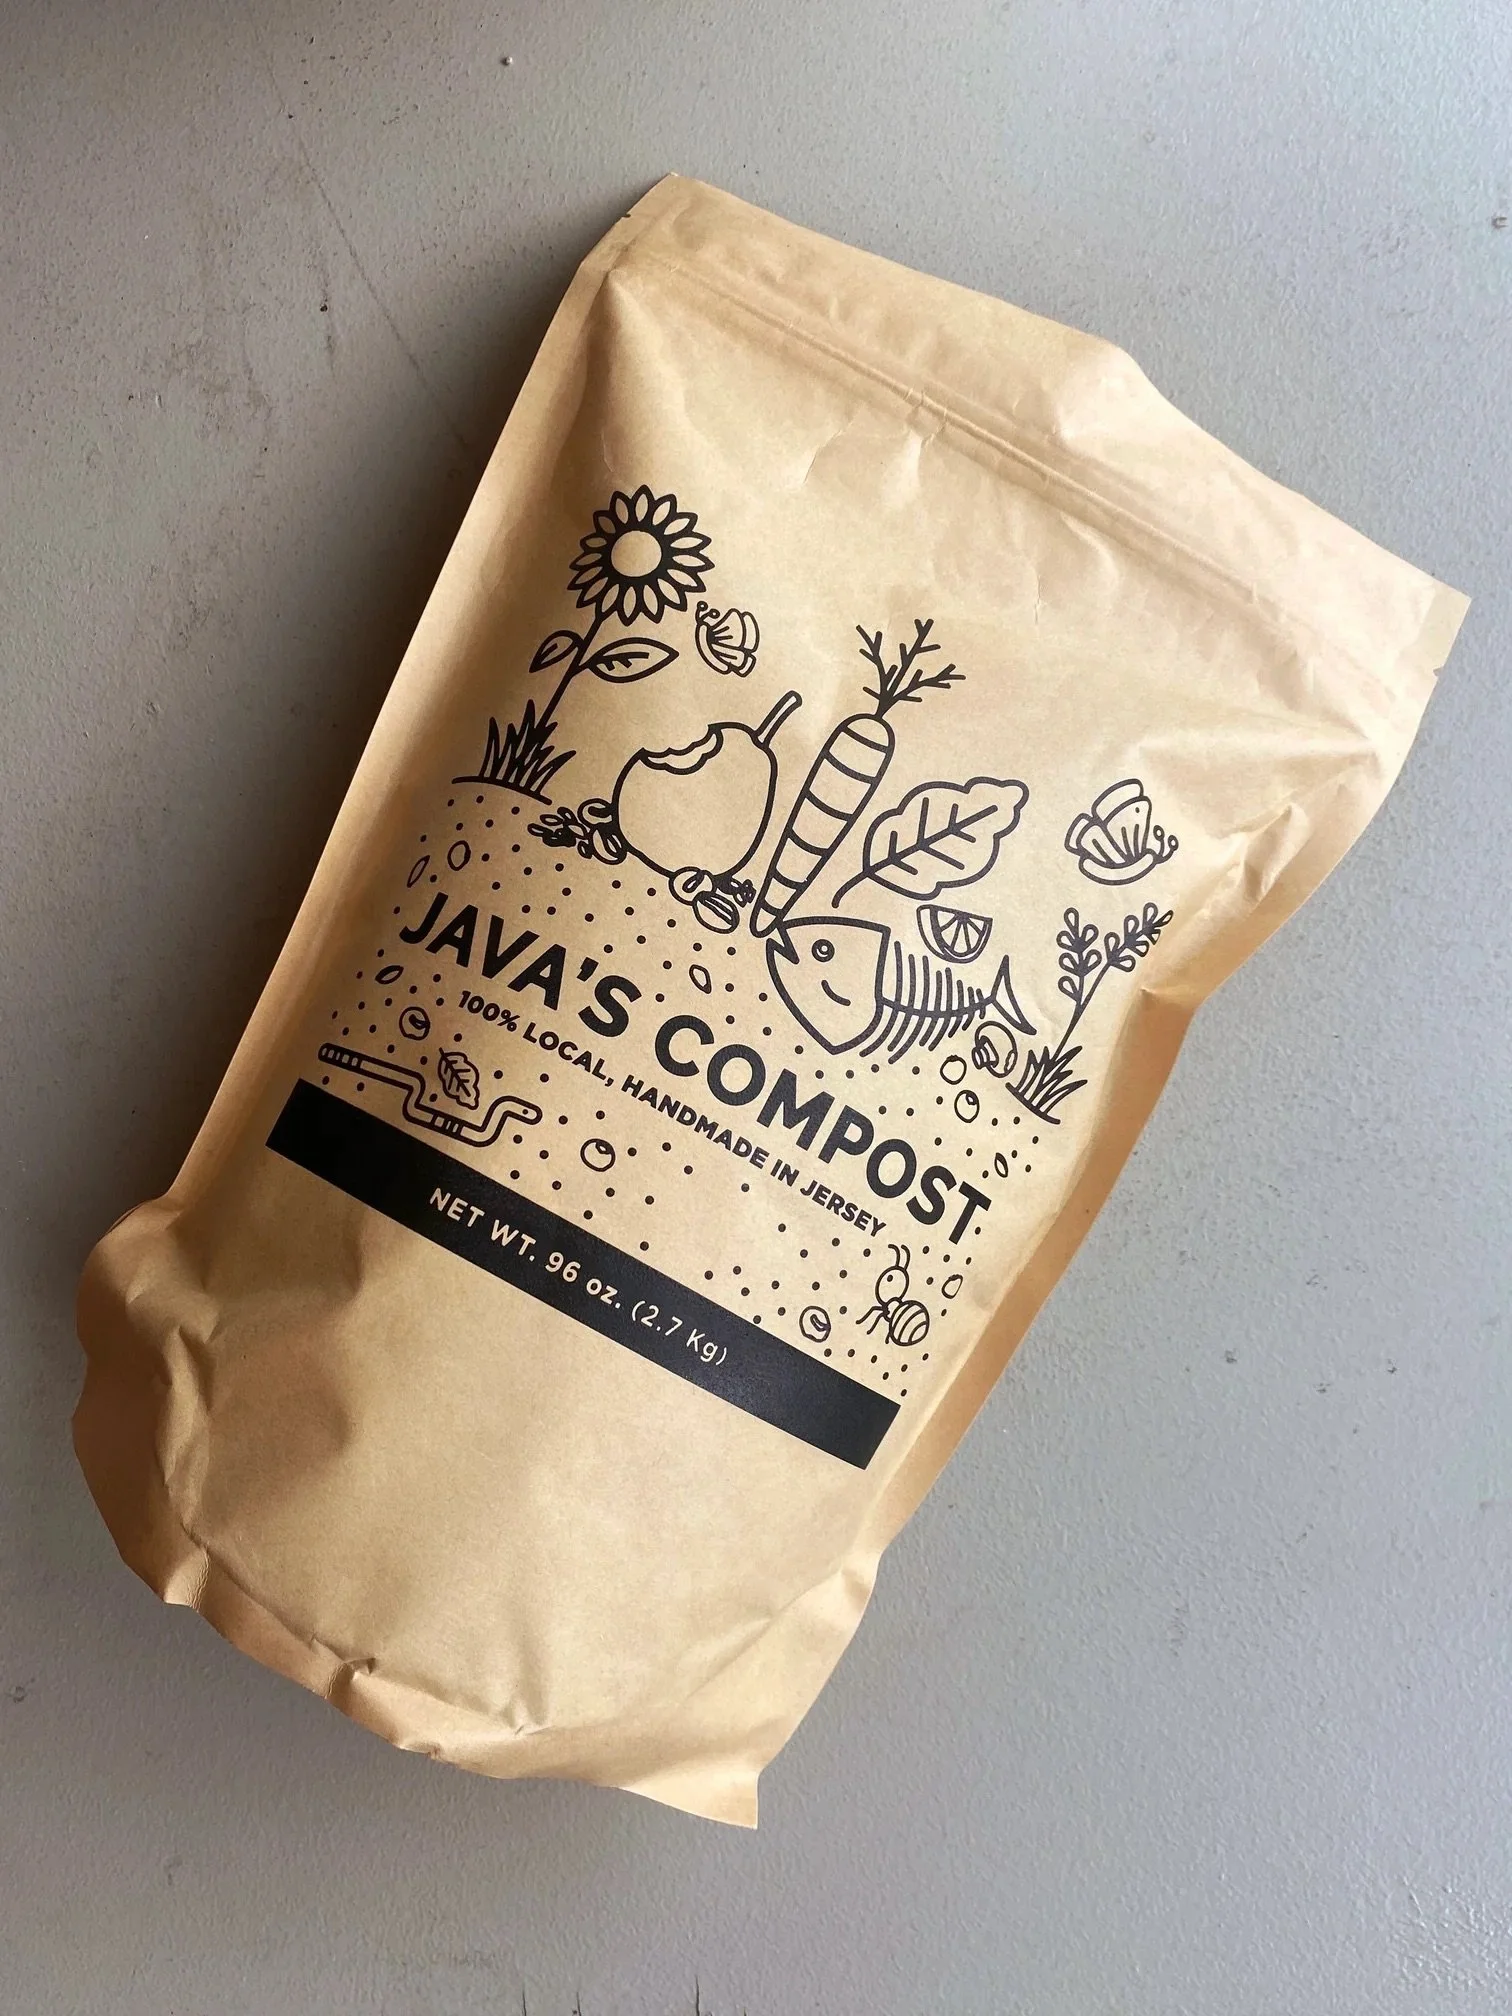 JAVA'S COMPOST
100% LOCAL, HANDMADE IN JERSEY
NET WT. 96 oz. (2.7 Kg)